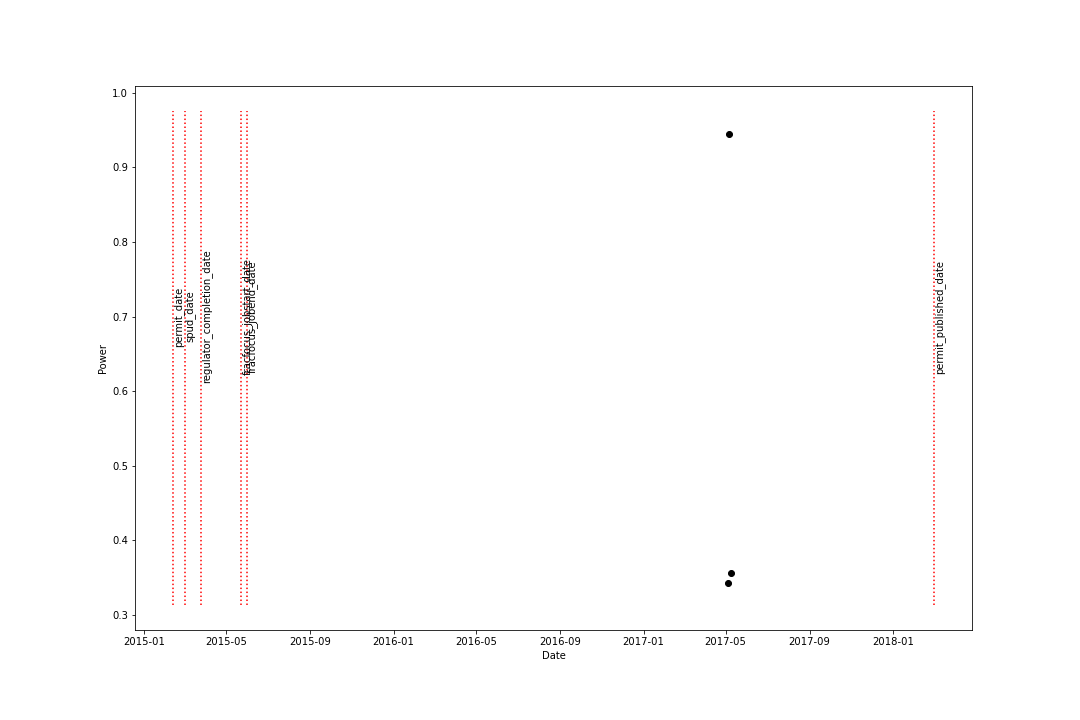 1.0
0.9
0.8
0.7
0.6
0.5
0.4
0.3
Power
permit_date
spud_date
regulator_completion_date
fracfocus_jobstart_date
fracfocus_jobend_date
permit_published_date
2015-01
2015-05
2015-09
2016-01
2016-05
2016-09
2017-01
2017-05
2017-09
2018-01
Date